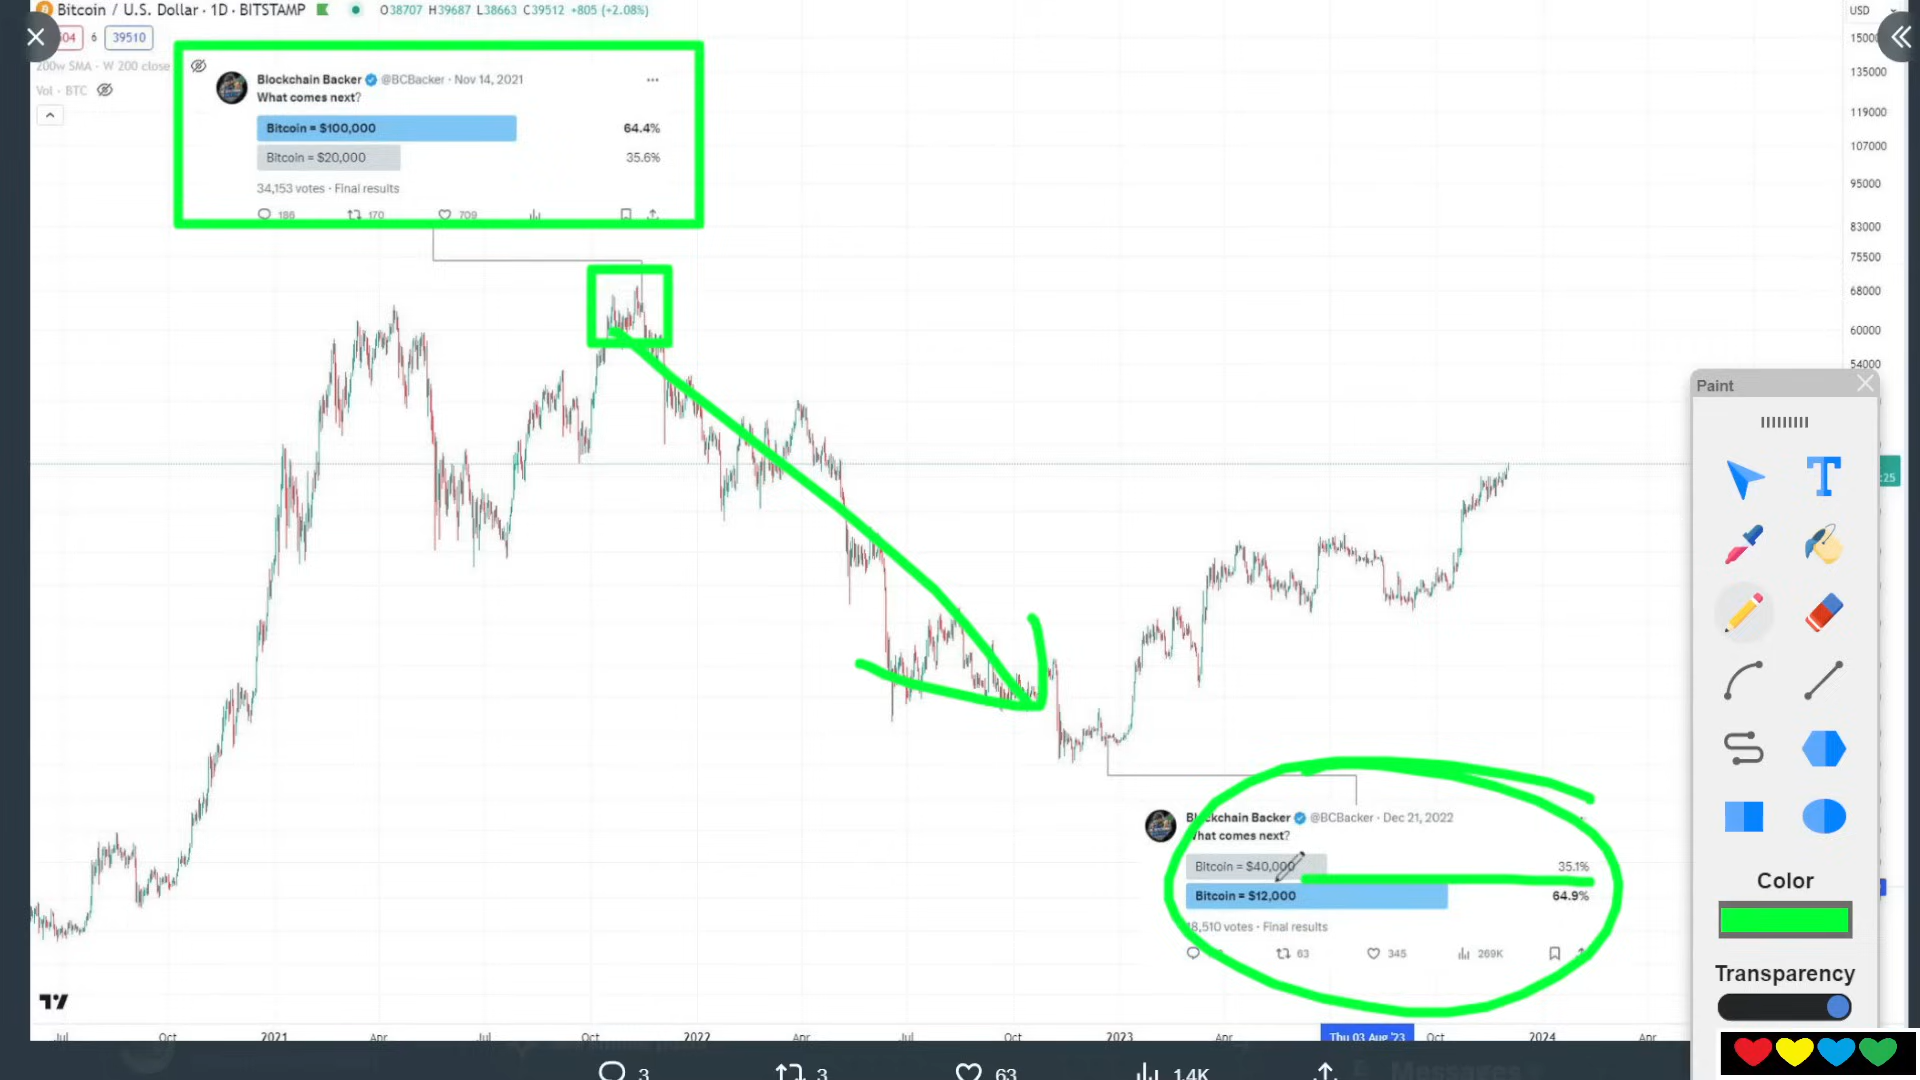 Bitcoin / U.S. Dollar · 1D · BITSTAMP O38707 H39687 L38663 C39512 +805 (+2.08%)
USD
504 6 39510
200w SMA · W 200 close
Vol · BTC
Blockchain Backer @BCBacker · Nov 14, 2021
What comes next?
Bitcoin = $100,000 64.4%
Bitcoin = $20,000 35.6%
34,153 votes · Final results
186 170 709
135000
119000
107000
95000
83000
75500
68000
60000
54000
Paint
T
:25
Blockchain Backer @BCBacker · Dec 21, 2022
What comes next?
Bitcoin = $40,000 35.1%
Bitcoin = $12,000 64.9%
votes · Final results
63 345 269K
Color
Transparency
Jul Oct 2021 Apr Jul Oct 2022 Apr Jul Oct 2023 Apr Thu 03 Aug '23 Oct 2024 Apr
3 3 63 1.4K